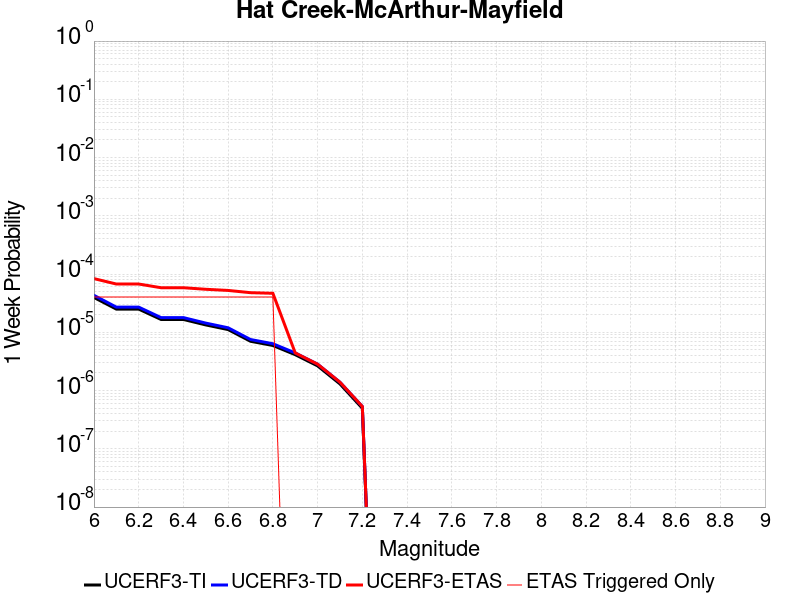 Hat Creek-McArthur-Mayfield
10^0
10^-1
10^-2
10^-3
10^-4
10^-5
10^-6
10^-7
10^-8
1 Week Probability
6 6.2 6.4 6.6 6.8 7 7.2 7.4 7.6 7.8 8 8.2 8.4 8.6 8.8 9
Magnitude
UCERF3-TI UCERF3-TD UCERF3-ETAS ETAS Triggered Only